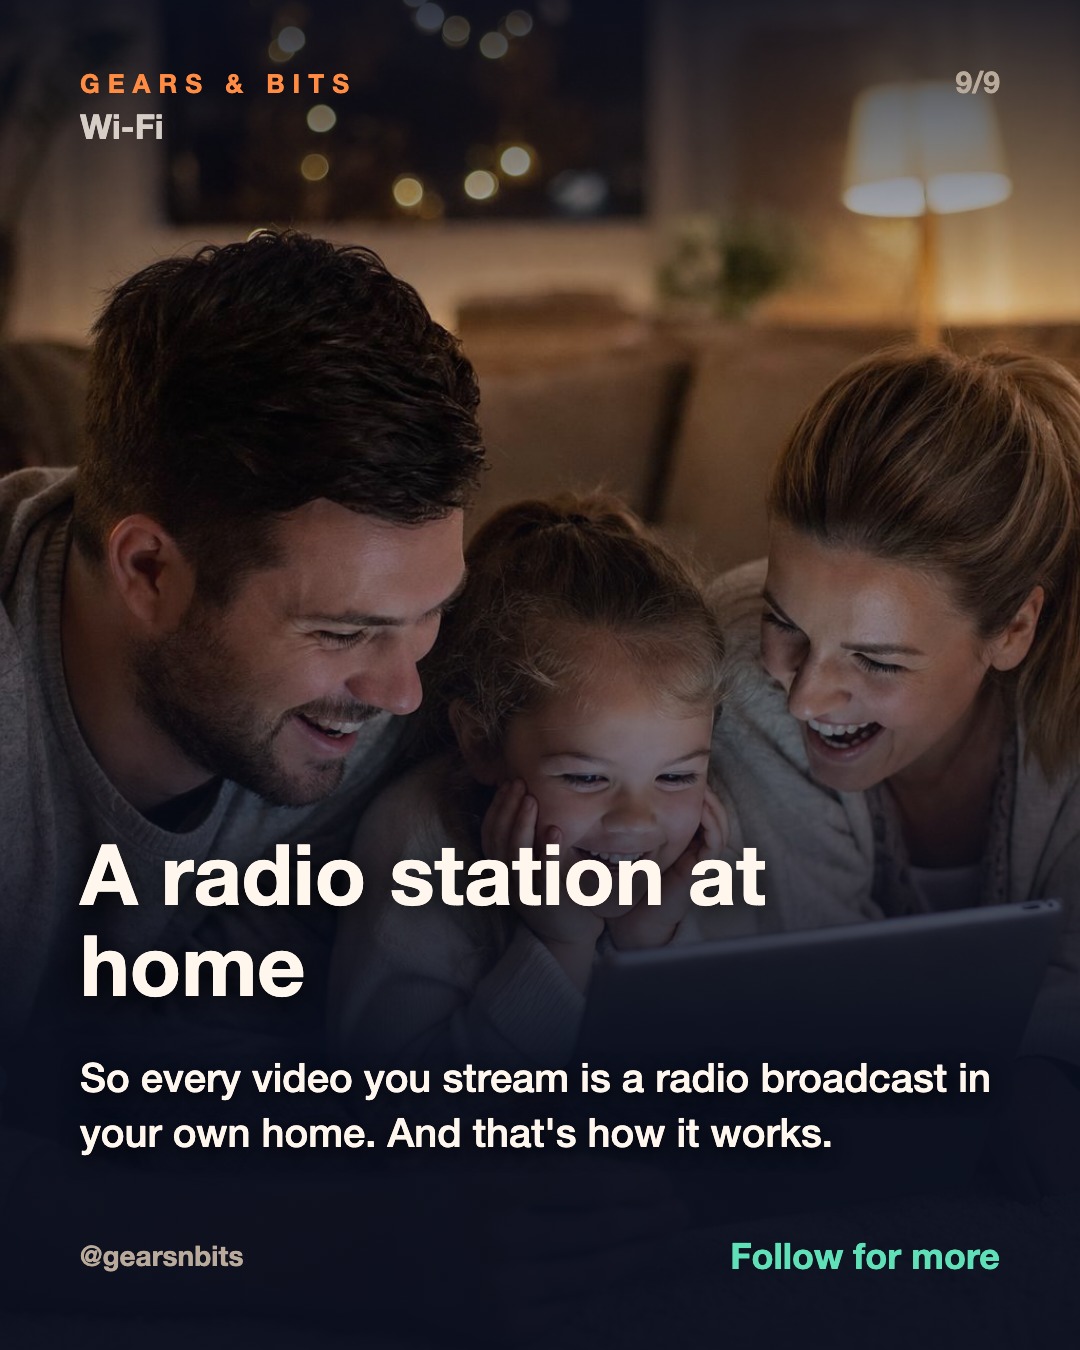 GEARS & BITS
9/9
Wi-Fi
A radio station at
home
So every video you stream is a radio broadcast in
your own home. And that's how it works.
@gearsnbits
Follow for more